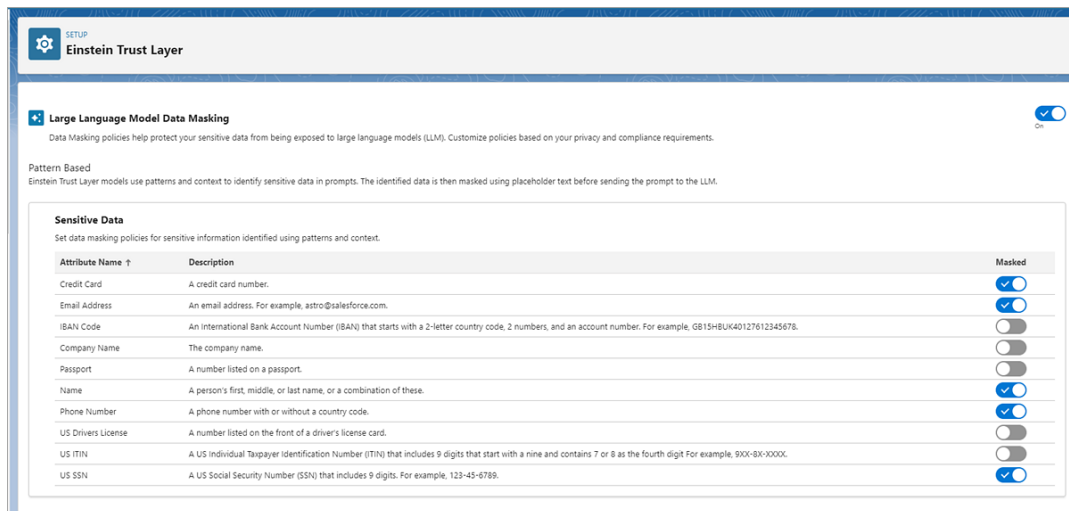 SETUP
Einstein Trust Layer
Large Language Model Data Masking
On
Data Masking policies help protect your sensitive data from being exposed to large language models (LLM). Customize policies based on your privacy and compliance requirements.
Pattern Based
Einstein Trust Layer models use patterns and context to identify sensitive data in prompts. The identified data is then masked using placeholder text before sending the prompt to the LLM.
Sensitive Data
Set data masking policies for sensitive information identified using patterns and context.
Attribute Name ↑ Description Masked
Credit Card A credit card number.
Email Address An email address. For example, astro@salesforce.com.
IBAN Code An International Bank Account Number (IBAN) that starts with a 2-letter country code, 2 numbers, and an account number. For example, GB15HBUK40127612345678.
Company Name The company name.
Passport A number listed on a passport.
Name A person's first, middle, or last name, or a combination of these.
Phone Number A phone number with or without a country code.
US Drivers License A number listed on the front of a driver's license card.
US ITIN A US Individual Taxpayer Identification Number (ITIN) that includes 9 digits that start with a nine and contains 7 or 8 as the fourth digit For example, 9XX-8X-XXXX.
US SSN A US Social Security Number (SSN) that includes 9 digits. For example, 123-45-6789.